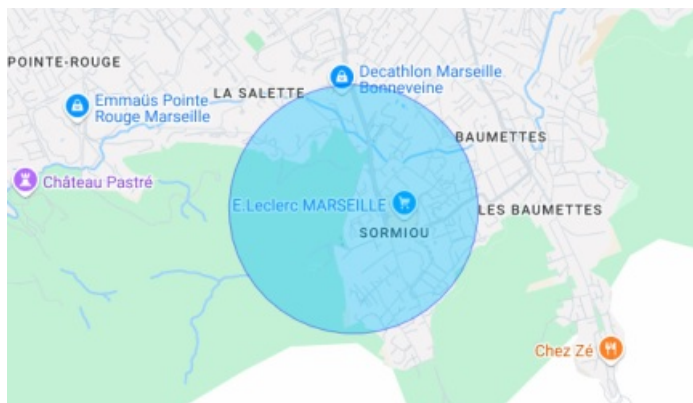 POINTE-ROUGE
Decathlon Marseille
Bonneveine
LA SALETTE
Emmaüs Pointe
Rouge Marseille
BAUMETTES
Château Pastré
E.Leclerc MARSEILLE
LES BAUMETTES
SORMIOU
Chez Zé